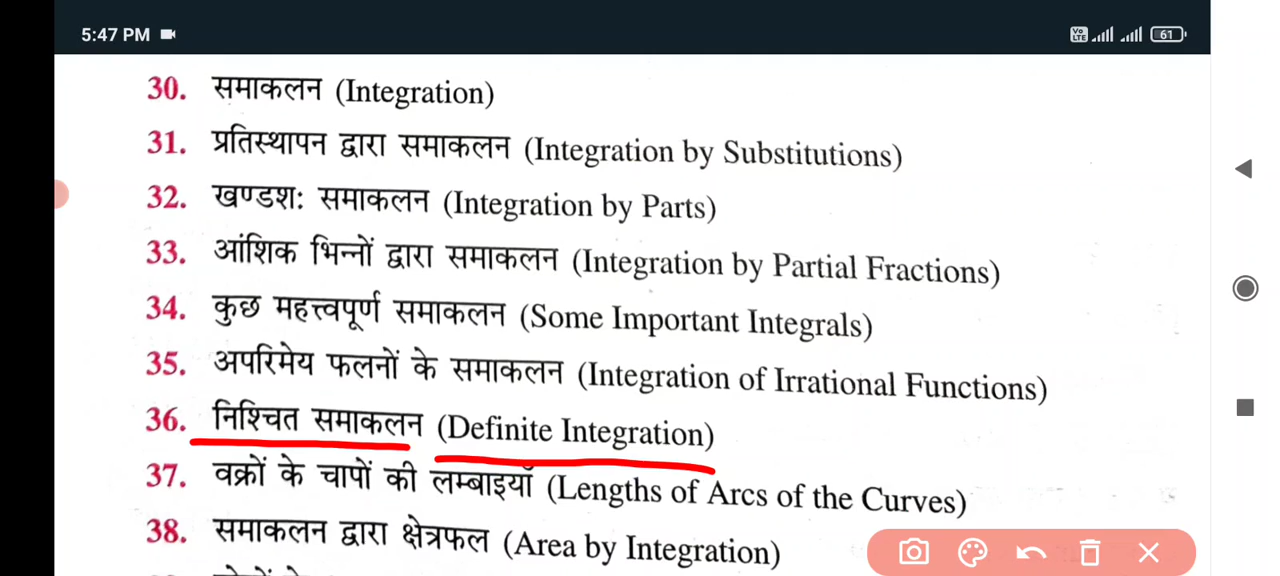 5:47 PM
Vo LTE 61
30. समाकलन (Integration)
31. प्रतिस्थापन द्वारा समाकलन (Integration by Substitutions)
32. खण्डशः समाकलन (Integration by Parts)
33. आंशिक भिन्नों द्वारा समाकलन (Integration by Partial Fractions)
34. कुछ महत्त्वपूर्ण समाकलन (Some Important Integrals)
35. अपरिमेय फलनों के समाकलन (Integration of Irrational Functions)
36. निश्चित समाकलन (Definite Integration)
37. वक्रों के चापों की लम्बाइयाँ (Lengths of Arcs of the Curves)
38. समाकलन द्वारा क्षेत्रफल (Area by Integration)